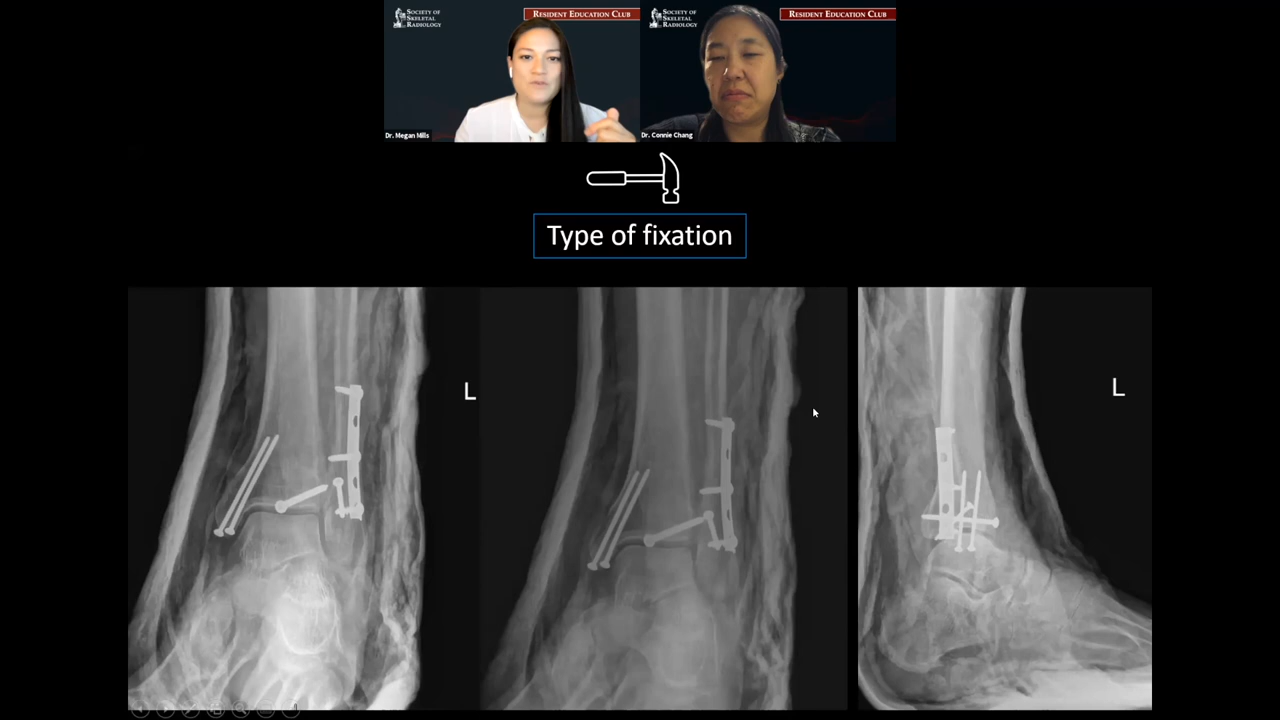 SOCIETY OF
SKELETAL
RADIOLOGY
RESIDENT EDUCATION CLUB
Dr. Megan Mills
SOCIETY OF
SKELETAL
RADIOLOGY
RESIDENT EDUCATION CLUB
Dr. Connie Chang
Type of fixation
L
L